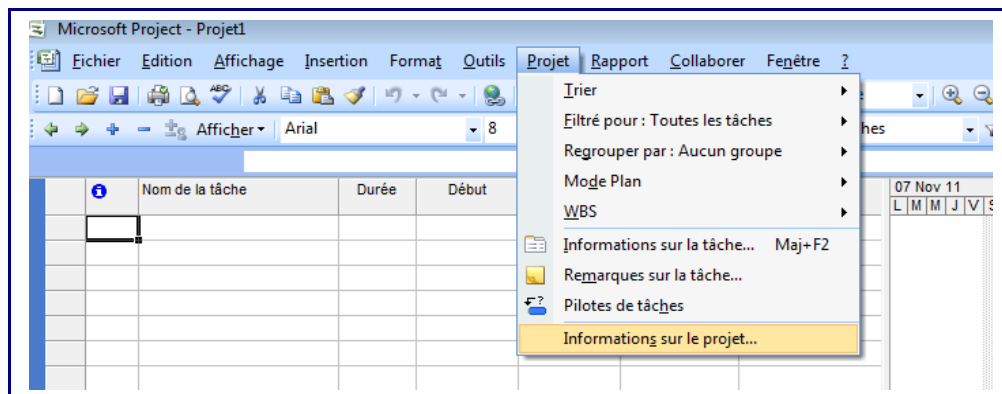 Microsoft Project - Projet1
Fichier Edition Affichage Insertion Format Outils Projet Rapport Collaborer Fenêtre ?
Afficher Arial 8
Trier
Filtré pour : Toutes les tâches
Regrouper par : Aucun groupe
Mode Plan
WBS
Informations sur la tâche... Maj+F2
Remarques sur la tâche...
Pilotes de tâches
Informations sur le projet...
Nom de la tâche Durée Début
07 Nov 11
L M M J V S